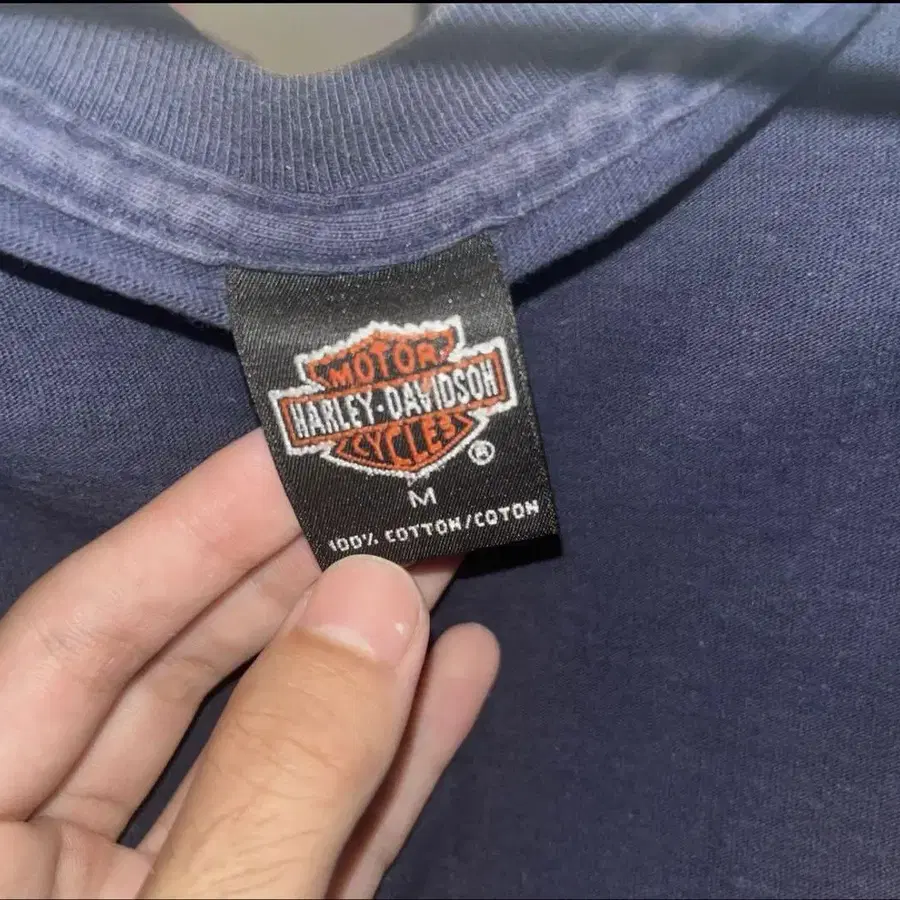 MOTOR
HARLEY-DAVIDSON
CYCLES
®
M
100% COTTON/COTON